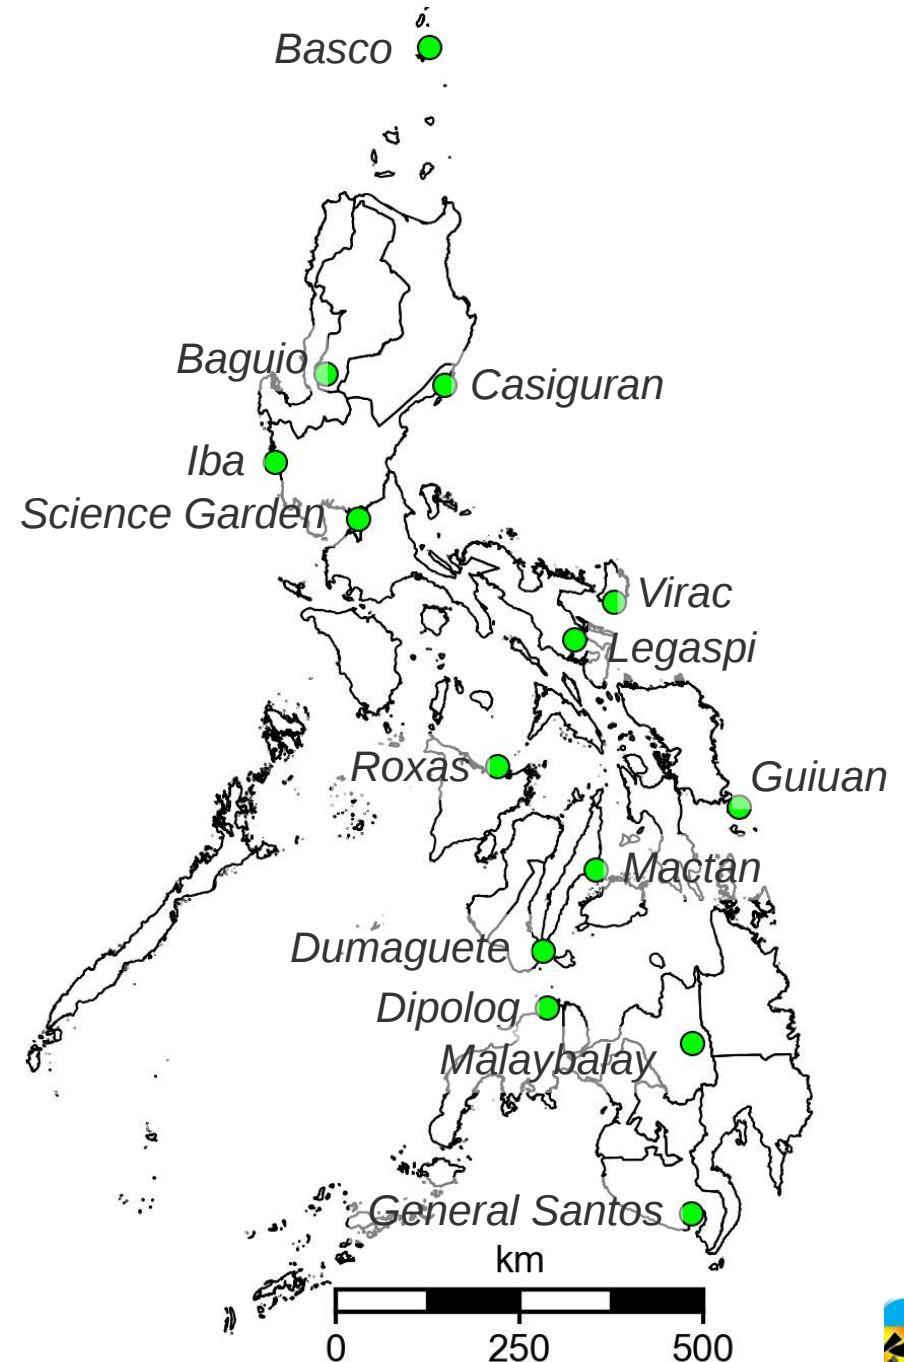 Basco
Baguio
Casiguran
Iba
Science Garden
Virac
Legaspi
Roxas
Guiuan
Mactan
Dumaguete
Dipolog
Malaybalay
General Santos
km
0 250 500